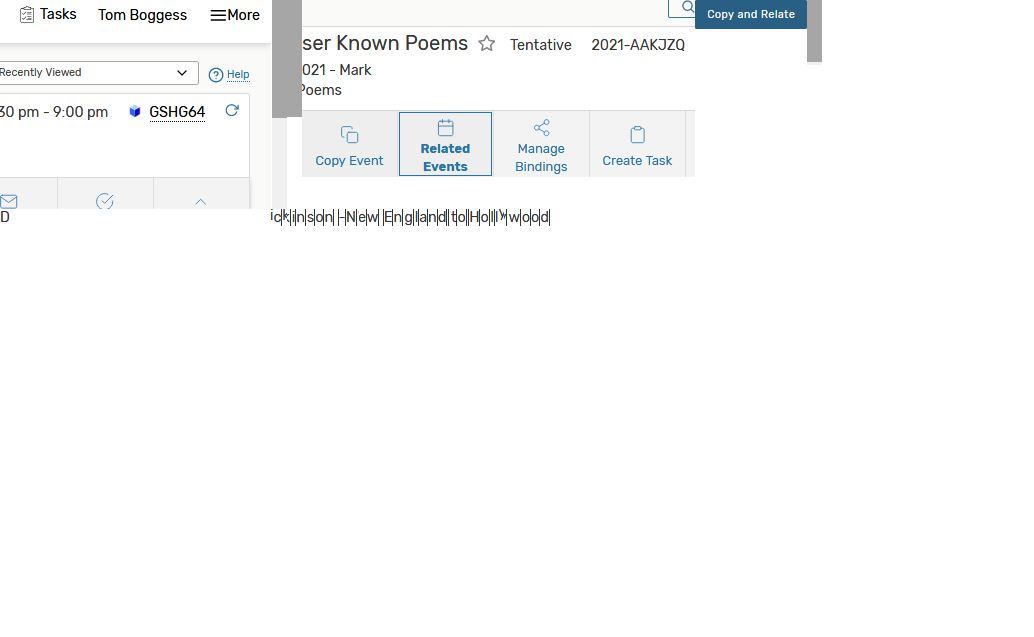 Tasks Tom Boggess More
Recently Viewed Help
30 pm - 9:00 pm GSHG64
Copy and Relate
ser Known Poems Tentative 2021-AAKJZQ
021 - Mark
Poems
Copy Event
Related Events
Manage Bindings
Create Task
D ickinson - New England to Hollywood